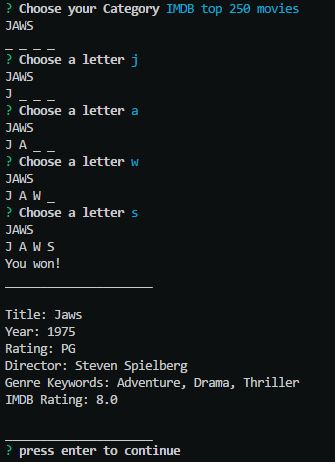 ? Choose your Category IMDB top 250 movies
JAWS
_ _ _ _
? Choose a letter j
JAWS
J _ _ _
? Choose a letter a
JAWS
J A _ _
? Choose a letter w
JAWS
J A W _
? Choose a letter s
JAWS
J A W S
You won!
_____________________
Title: Jaws
Year: 1975
Rating: PG
Director: Steven Spielberg
Genre Keywords: Adventure, Drama, Thriller
IMDB Rating: 8.0
_____________________
? press enter to continue